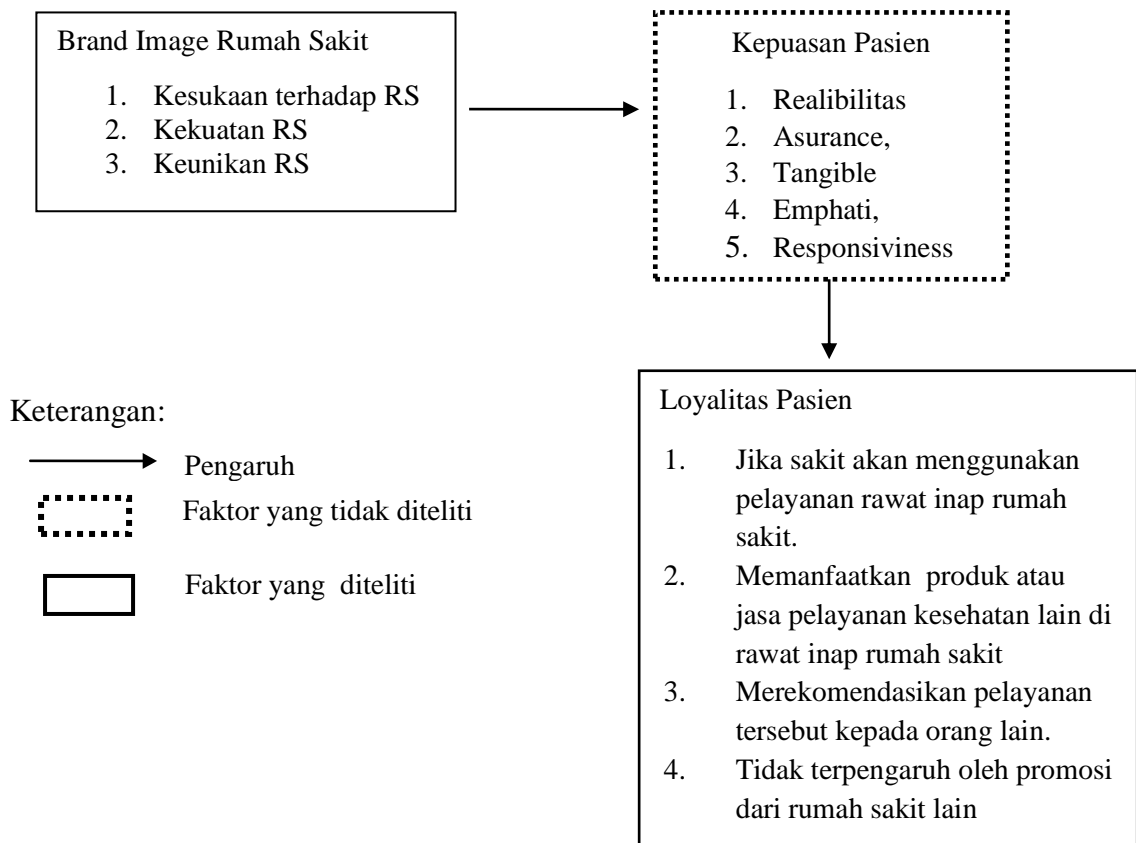 Brand Image Rumah Sakit
1. Kesukaan terhadap RS
2. Kekuatan RS
3. Keunikan RS
Kepuasan Pasien
1. Realibilitas
2. Asurance,
3. Tangible
4. Emphati,
5. Responsiviness
Loyalitas Pasien
1. Jika sakit akan menggunakan
pelayanan rawat inap rumah
sakit.
2. Memanfaatkan produk atau
jasa pelayanan kesehatan lain di
rawat inap rumah sakit
3. Merekomendasikan pelayanan
tersebut kepada orang lain.
4. Tidak terpengaruh oleh promosi
dari rumah sakit lain
Keterangan:
Pengaruh
Faktor yang tidak diteliti
Faktor yang diteliti